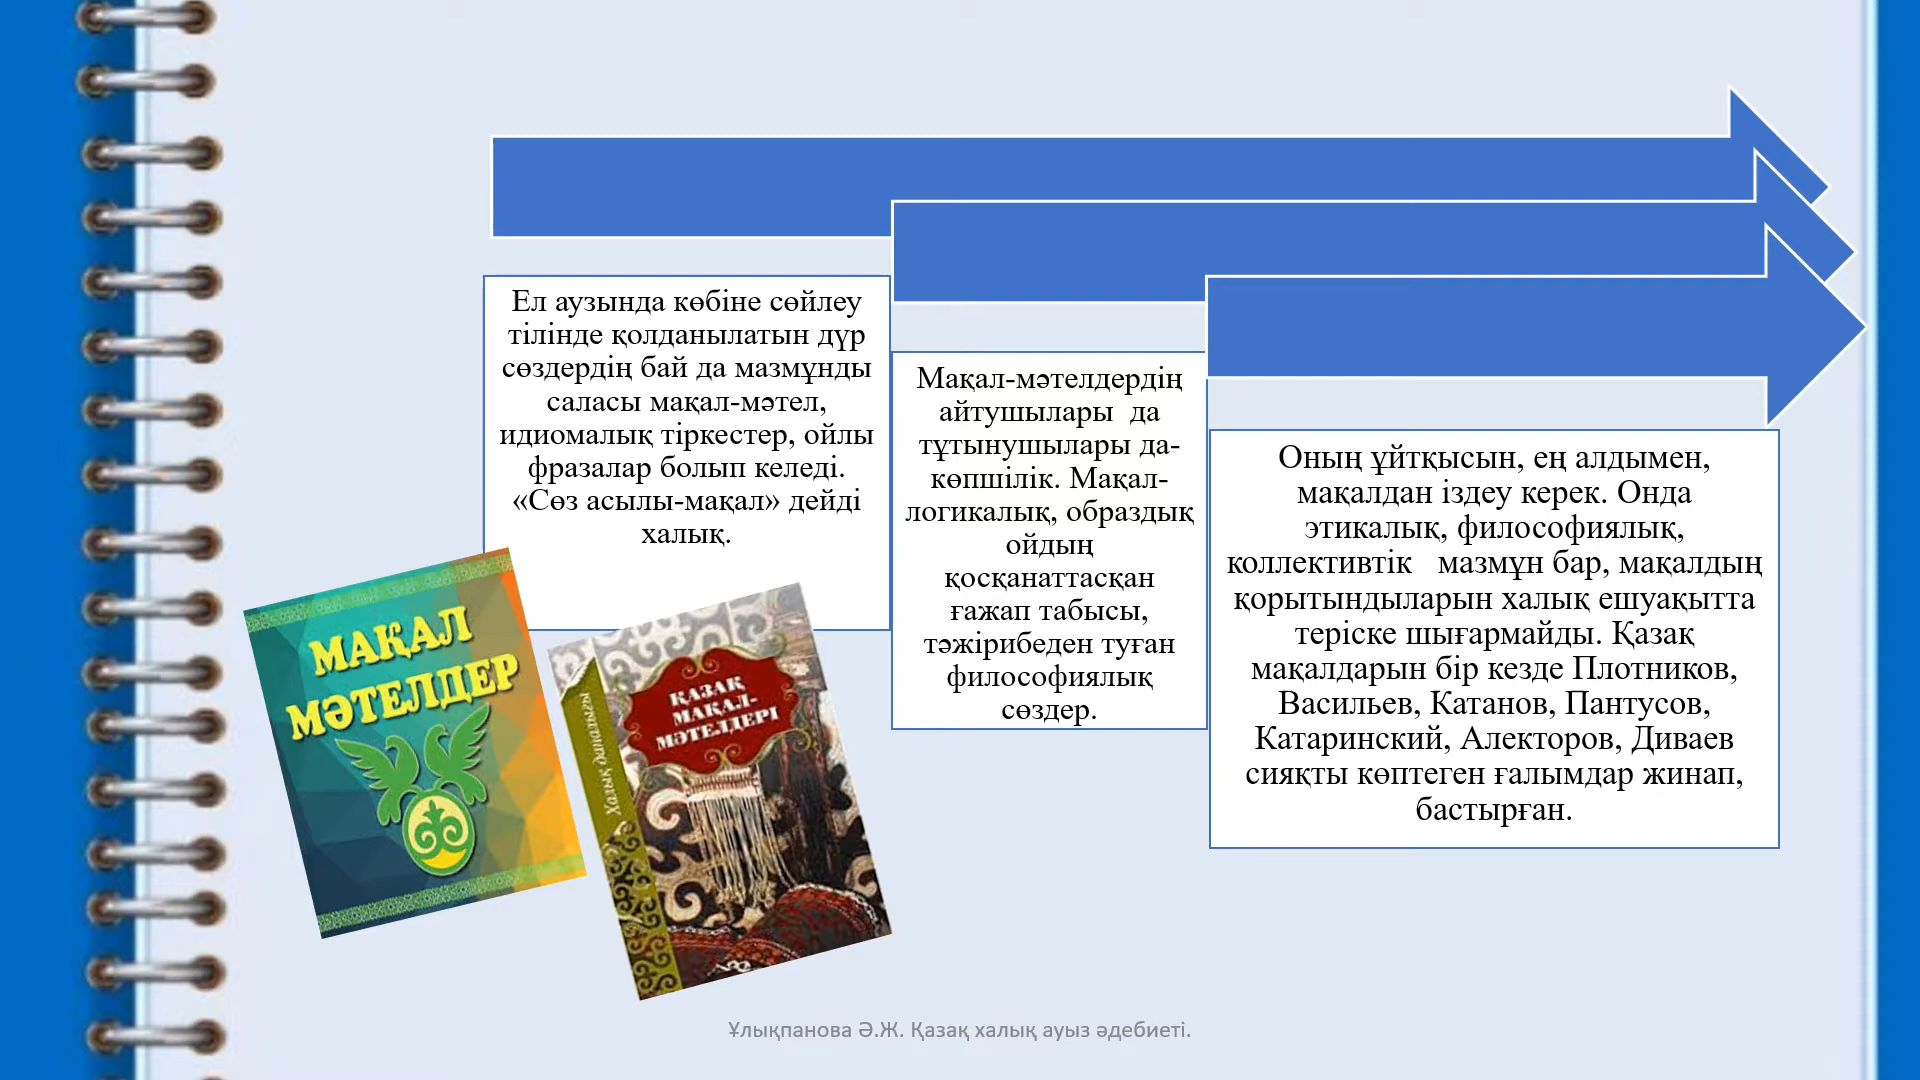 Ел аузында көбіне сөйлеу
тілінде қолданылатын дүр
сөздердің бай да мазмұнды
саласы мақал-мәтел,
идиомалық тіркестер, ойлы
фразалар болып келеді.
«Сөз асылы-мақал» дейді
халық.
Мақал-мәтелдердің
айтушылары  да
тұтынушылары да-
көпшілік. Мақал-
логикалық, образдық
ойдың
қосқанаттасқан
ғажап табысы,
тәжірибеден туған
философиялық
сөздер.
Оның ұйтқысын, ең алдымен,
мақалдан іздеу керек. Онда
этикалық, философиялық,
коллективтік   мазмұн бар, мақалдың
қорытындыларын халық ешуақытта
теріске шығармайды. Қазақ
мақалдарын бір кезде Плотников,
Васильев, Катанов, Пантусов,
Катаринский, Алекторов, Диваев
сияқты көптеген ғалымдар жинап,
бастырған.
МАҚАЛ
МӘТЕЛДЕР
Халық даналығы
ҚАЗАҚ
МАҚАЛ-
МӘТЕЛДЕРІ
Ұлықпанова Ә.Ж. Қазақ халық ауыз әдебиеті.